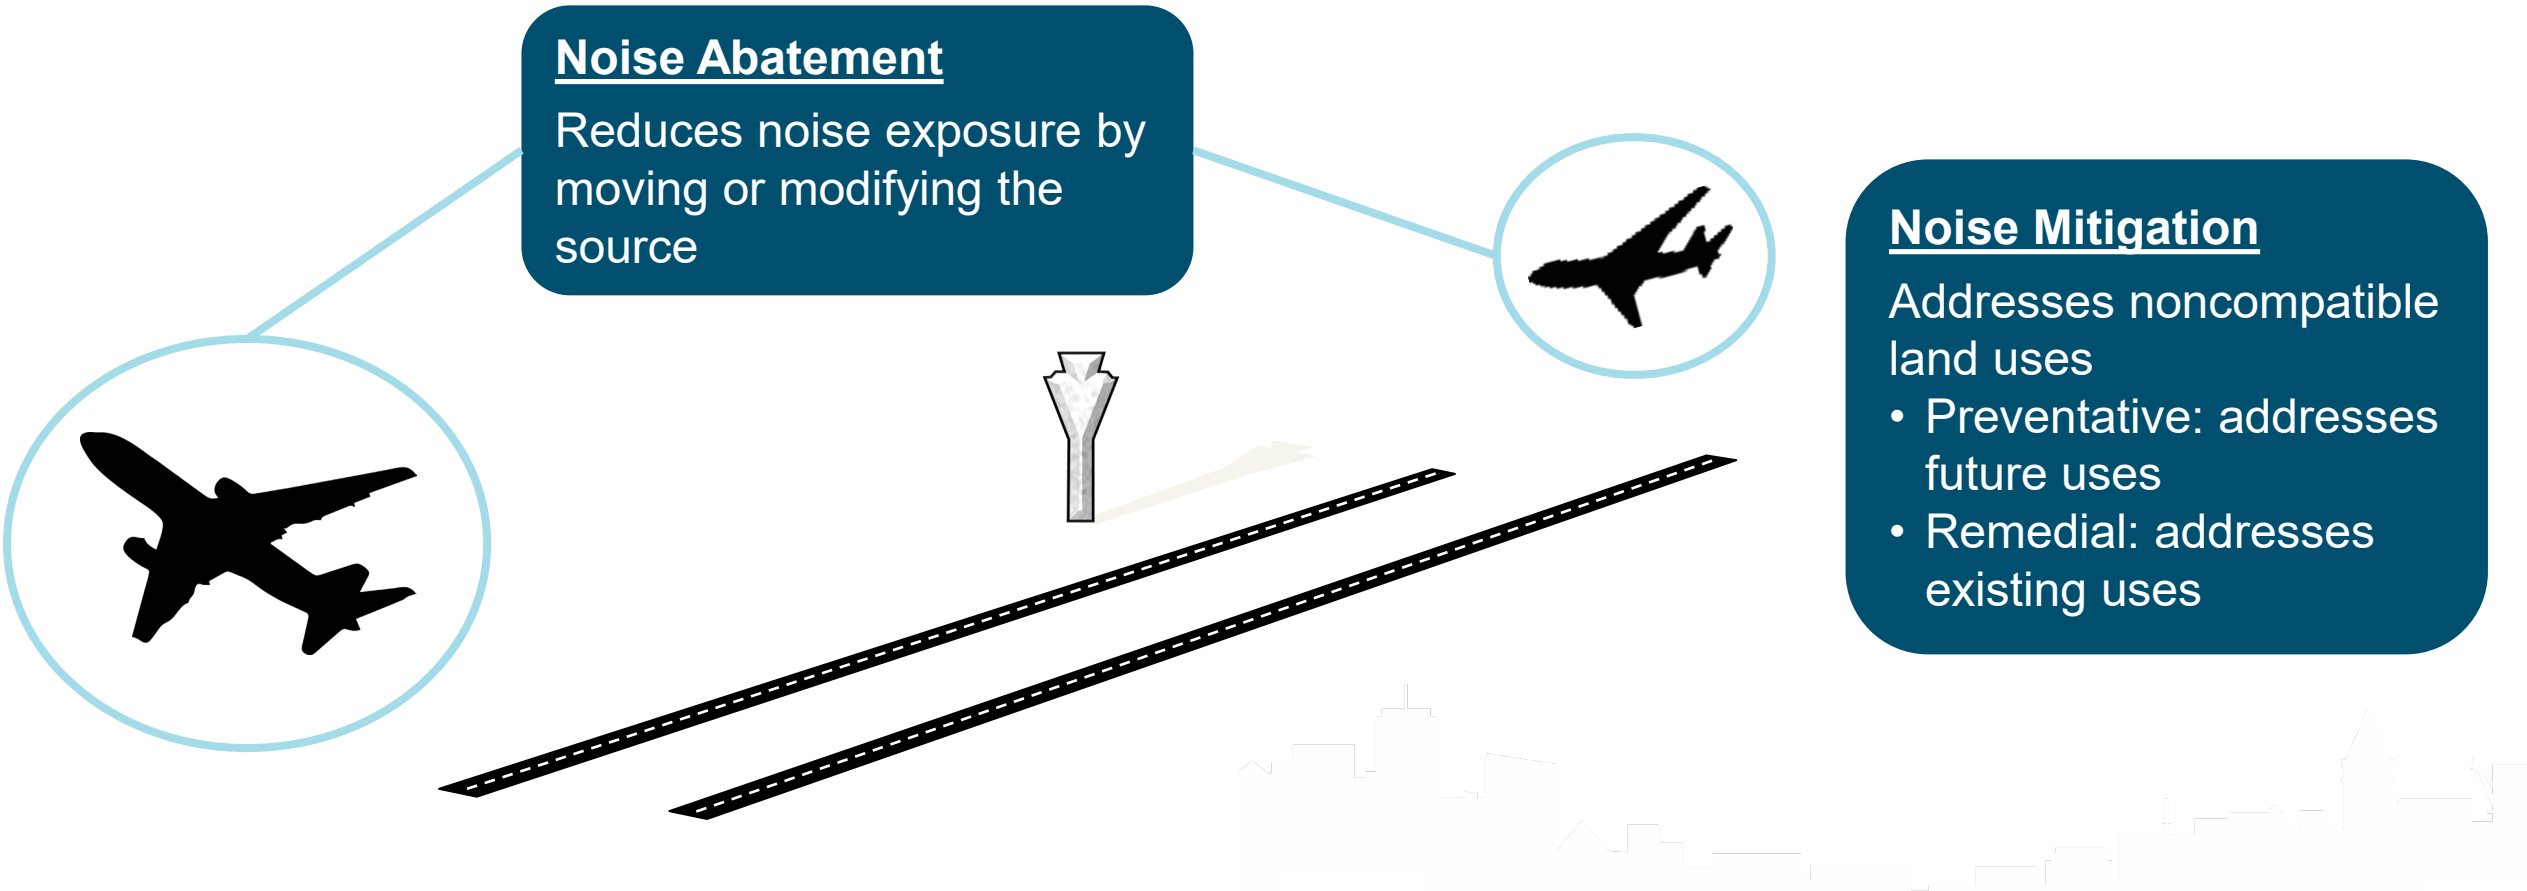 Noise Abatement
Reduces noise exposure by
moving or modifying the
source
Noise Mitigation
Addresses noncompatible
land uses
• Preventative: addresses
future uses
• Remedial: addresses
existing uses